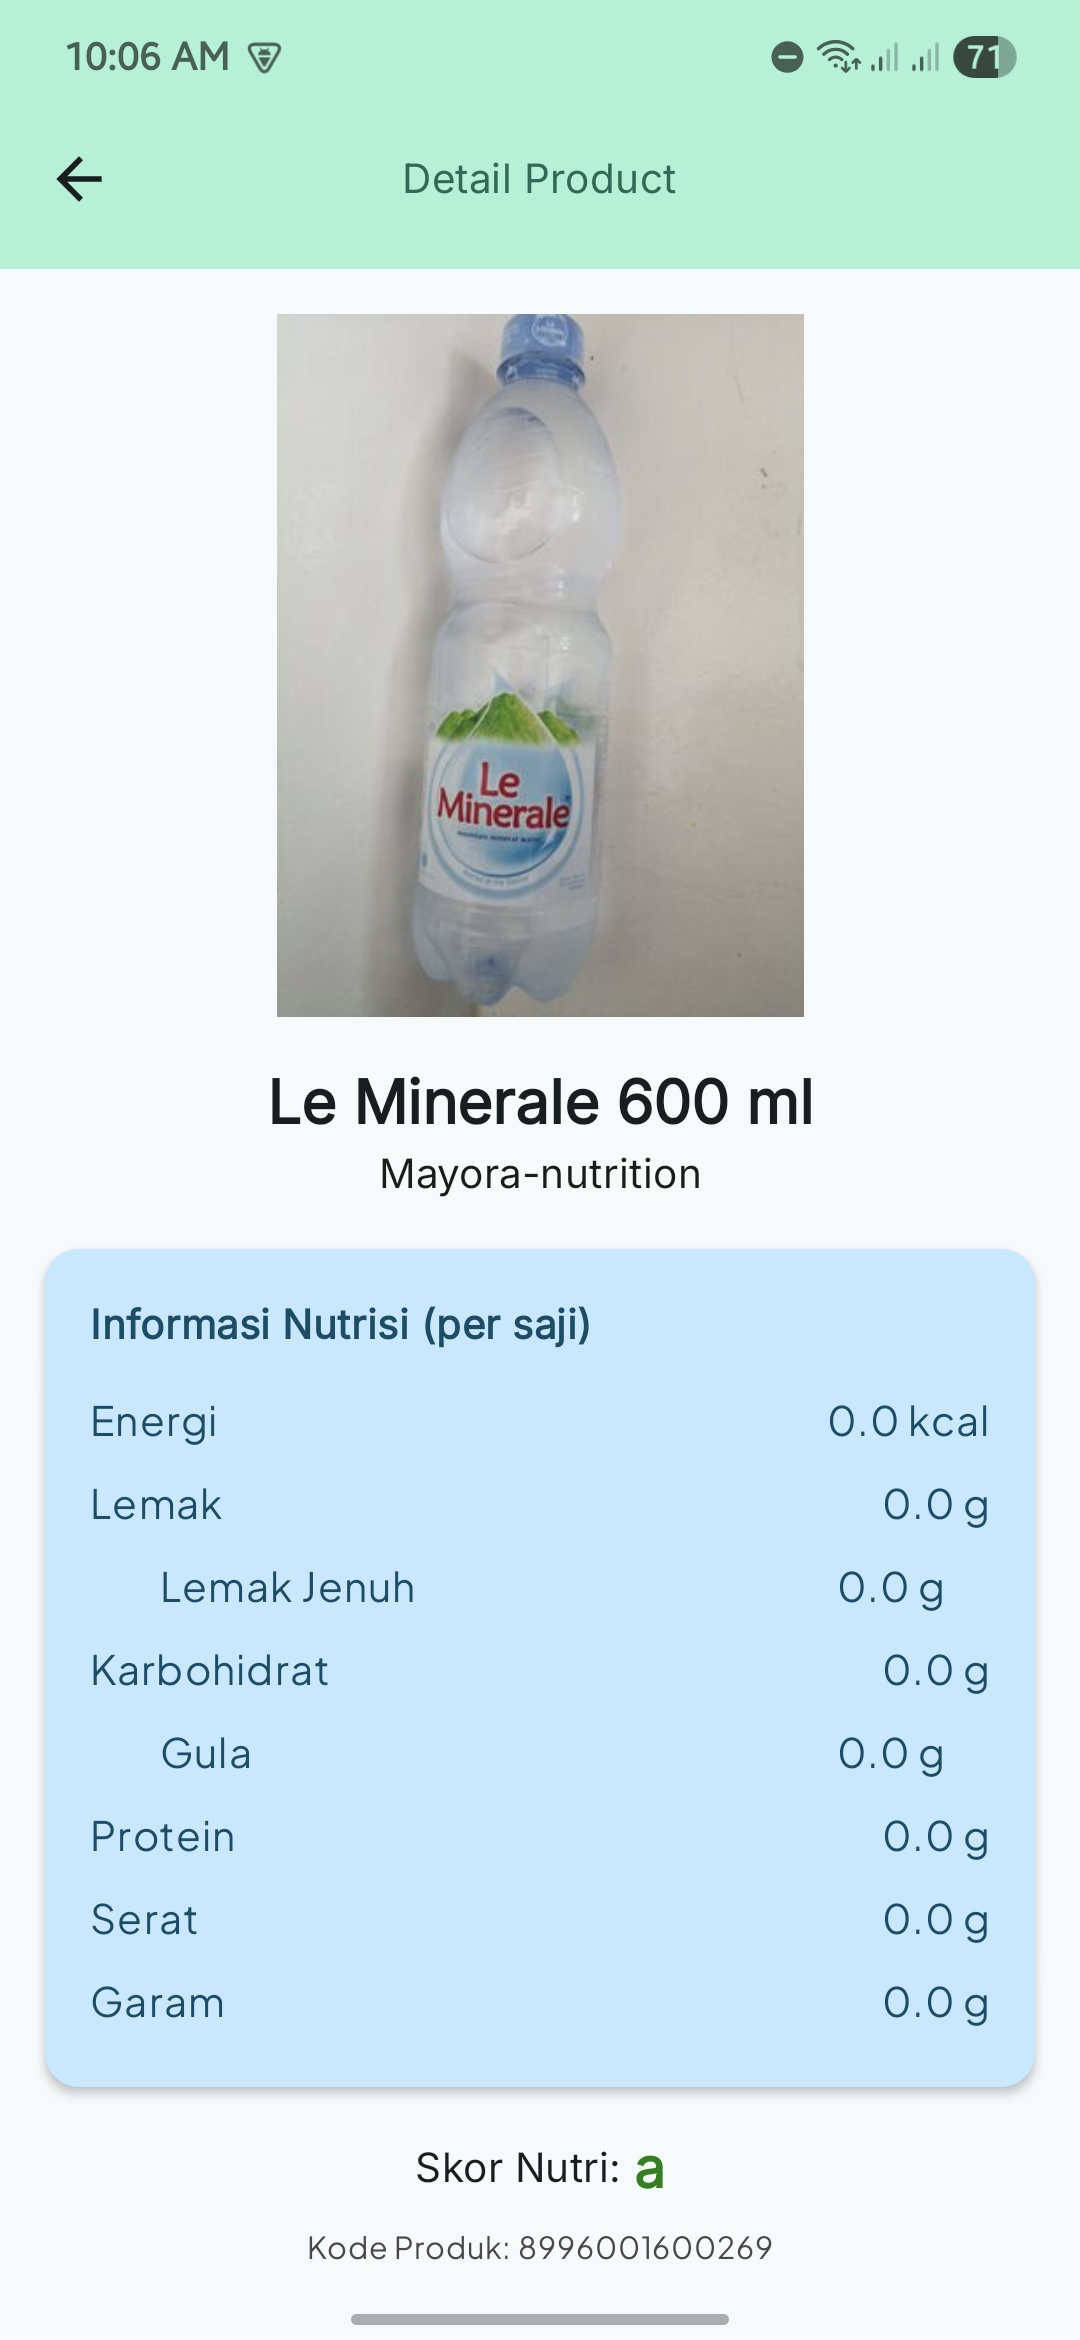 10:06 AM
71
Detail Product
Le
Minerale
Le Minerale 600 ml
Mayora-nutrition
Informasi Nutrisi (per saji)
Energi 0.0 kcal
Lemak 0.0 g
Lemak Jenuh 0.0 g
Karbohidrat 0.0 g
Gula 0.0 g
Protein 0.0 g
Serat 0.0 g
Garam 0.0 g
Skor Nutri: a
Kode Produk: 8996001600269